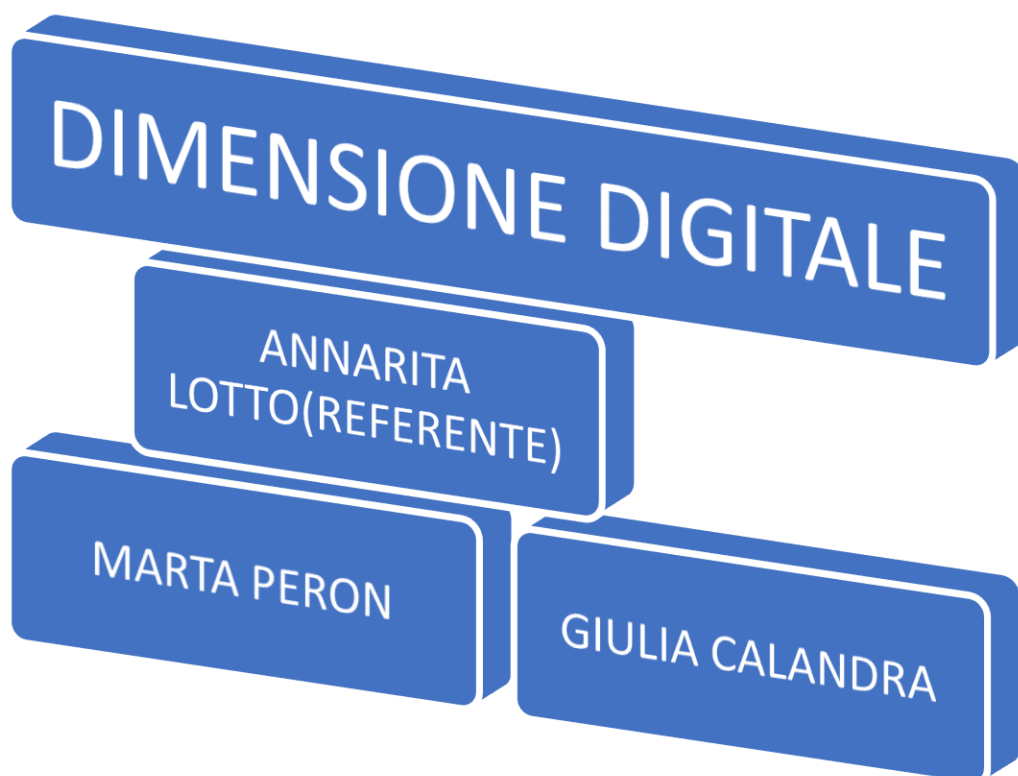 DIMENSIONE DIGITALE
ANNARITA
LOTTO(REFERENTE)
MARTA PERON
GIULIA CALANDRA